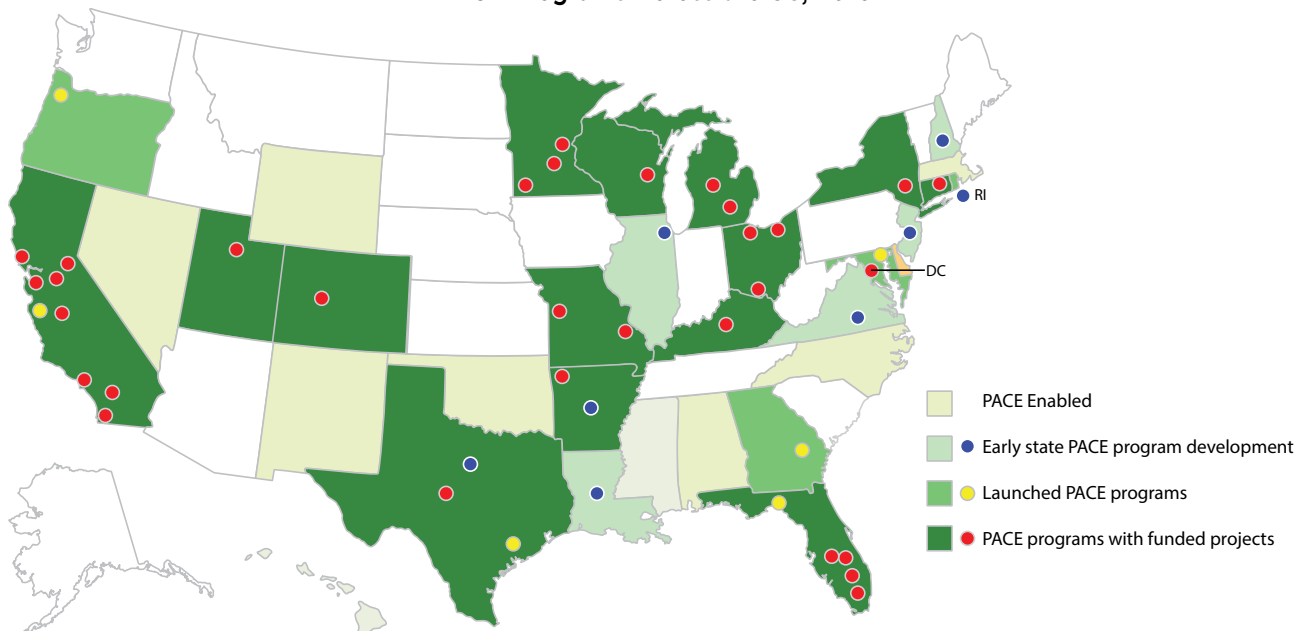 RI
DC
PACE Enabled
Early state PACE program development
Launched PACE programs
PACE programs with funded projects